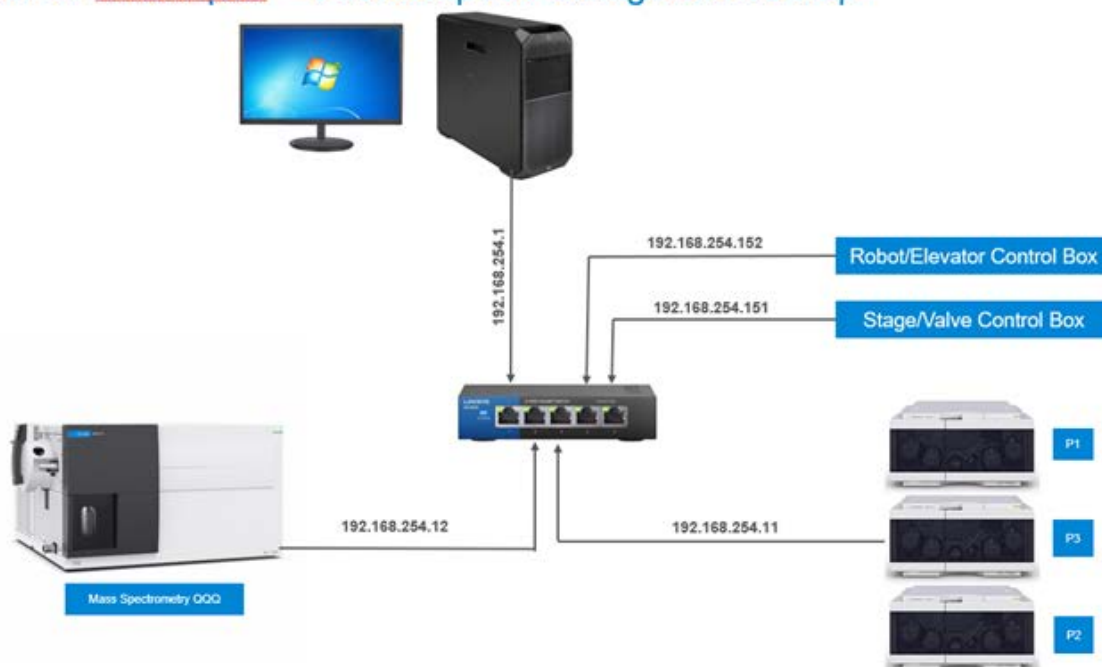 192.168.254.1
192.168.254.152
Robot/Elevator Control Box
192.168.254.151
Stage/Valve Control Box
LINKSYS
P1
192.168.254.12
192.168.254.11
P3
Mass Spectrometry QQQ
P2